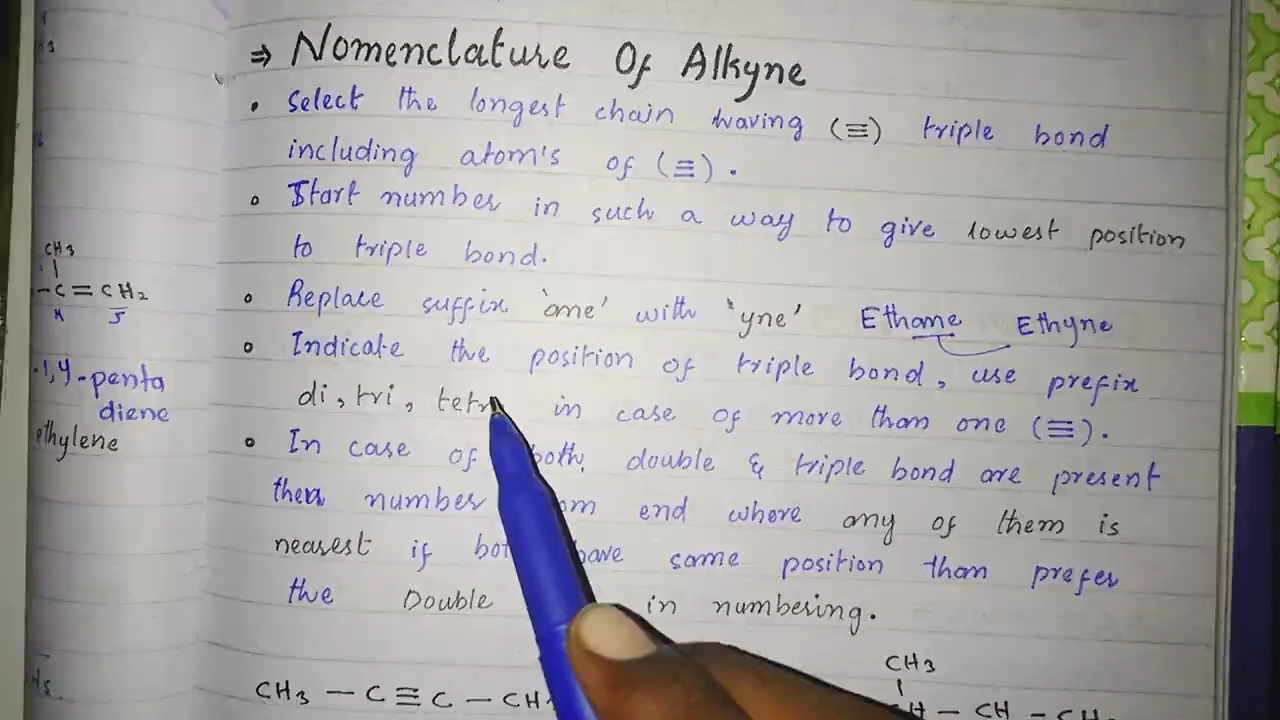 ⇒ Nomenclature Of Alkyne
• Select the longest chain having (≡) triple bond
including atom's of (≡).
• Start number in such a way to give lowest position
to triple bond.
• Replace suffix 'ane' with 'yne' Ethane Ethyne
• Indicate the position of triple bond, use prefix
di, tri, tetr in case of more than one (≡).
• In case of both, double & triple bond are present
then number end where any of them is
nearest if have same position than prefer
the Double in numbering.
CH3 — C ≡ C — CH
CH3
CH — CH — CH
CH3
-C=CH2
4 5
-1,4-penta
diene
ethylene